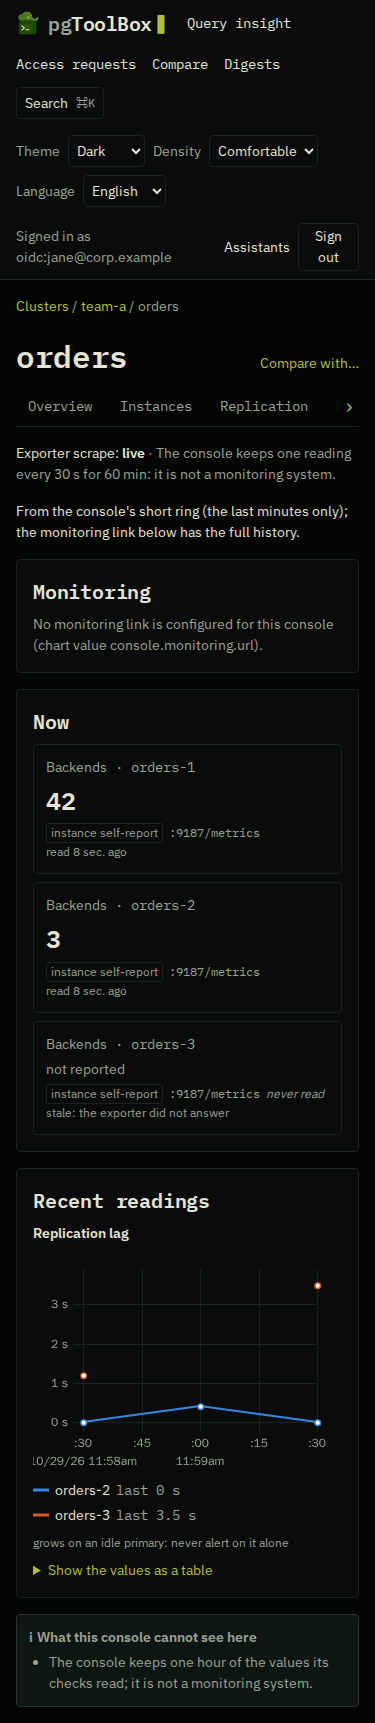 pgToolBox Query insight
Access requests Compare Digests
Search ⌘K
Theme Dark Density Comfortable
Language English
Signed in as
oidc:jane@corp.example
Assistants
Sign
out
Clusters / team-a / orders
orders
Compare with…
Overview Instances Replication
Exporter scrape: live · The console keeps one reading
every 30 s for 60 min: it is not a monitoring system.
From the console's short ring (the last minutes only);
the monitoring link below has the full history.
Monitoring
No monitoring link is configured for this console
(chart value console.monitoring.url).
Now
Backends · orders-1
42
instance self-report :9187/metrics
read 8 sec. ago
Backends · orders-2
3
instance self-report :9187/metrics
read 8 sec. ago
Backends · orders-3
not reported
instance self-report :9187/metrics never read
stale: the exporter did not answer
Recent readings
Replication lag
3 s
2 s
1 s
0 s
:30 :45 :00 :15 :30
10/29/26 11:58am 11:59am
orders-2 last 0 s
orders-3 last 3.5 s
grows on an idle primary: never alert on it alone
▶ Show the values as a table
i What this console cannot see here
• The console keeps one hour of the values its
checks read; it is not a monitoring system.